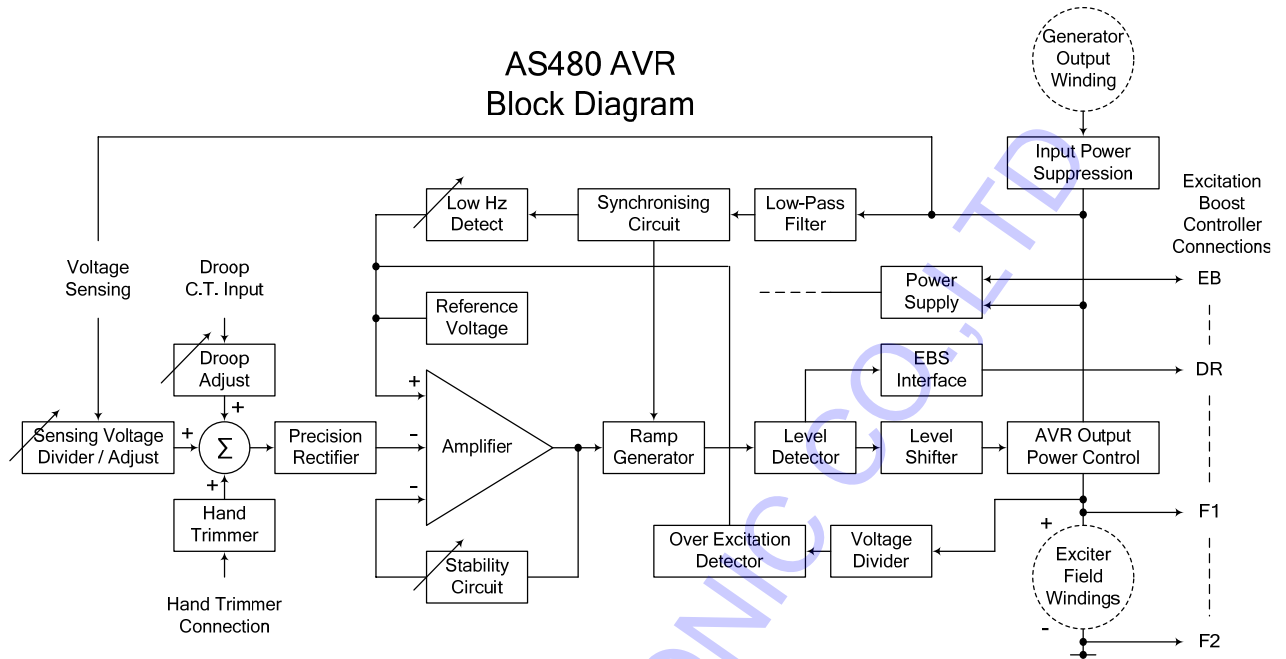 AS480 AVR
Block Diagram
Generator
Output
Winding
Input Power
Suppression
Excitation
Boost
Controller
Connections
Low Hz
Detect
Synchronising
Circuit
Low-Pass
Filter
Voltage
Sensing
Droop
C.T. Input
Power
Supply
EB
Reference
Voltage
Droop
Adjust
EBS
Interface
DR
+
+
Sensing Voltage
Divider / Adjust
+
Σ
Precision
Rectifier
-
Amplifier
Ramp
Generator
Level
Detector
Level
Shifter
AVR Output
Power Control
+
-
Hand
Trimmer
F1
+
Over Excitation
Detector
Voltage
Divider
Exciter
Field
Windings
Stability
Circuit
Hand Trimmer
Connection
-
F2
ONIC CO.,LTD